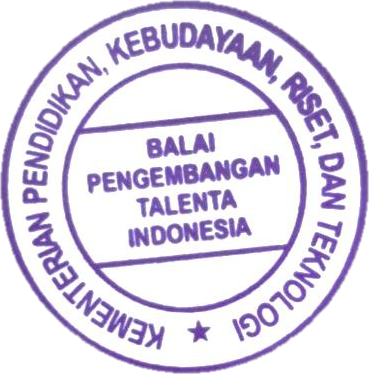 KEMENTERIAN PENDIDIKAN, KEBUDAYAAN, RISET, DAN TEKNOLOGI
BALAI
PENGEMBANGAN
TALENTA
INDONESIA